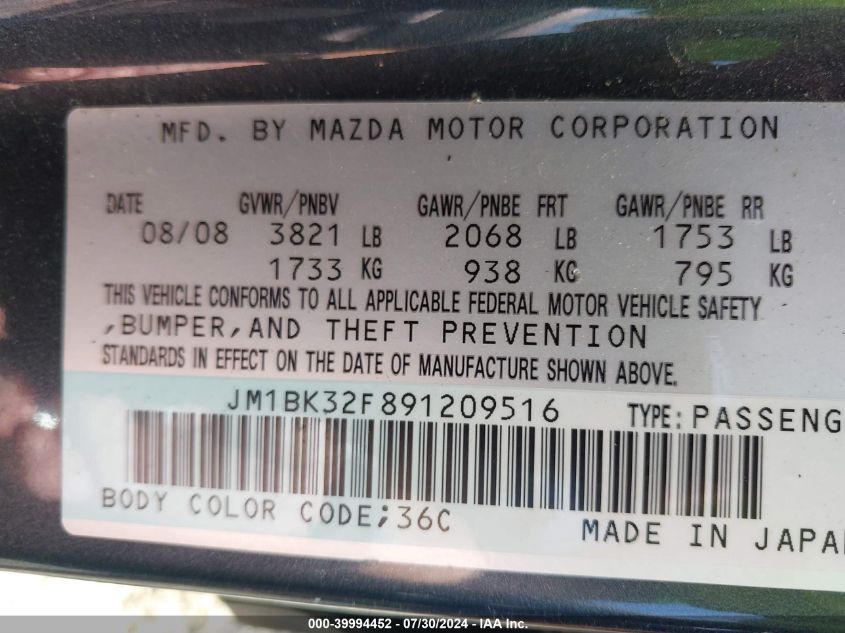 MFD. BY MAZDA MOTOR CORPORATION
DATE GVWR/PNBV GAWR/PNBE FRT GAWR/PNBE RR
08/08 3821 LB 2068 LB 1753 LB
1733 KG 938 KG 795 KG
THIS VEHICLE CONFORMS TO ALL APPLICABLE FEDERAL MOTOR VEHICLE SAFETY
,BUMPER,AND THEFT PREVENTION
STANDARDS IN EFFECT ON THE DATE OF MANUFACTURE SHOWN ABOVE.
JM1BK32F891209516 TYPE:PASSENG
BODY COLOR CODE;36C
MADE IN JAPAN
000-39994452 - 07/30/2024 - IAA Inc.